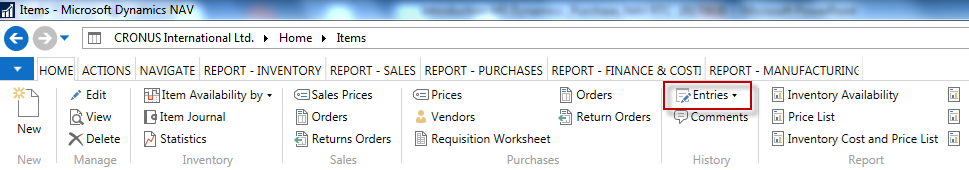 Items - Microsoft Dynamics NAV
CRONUS International Ltd. Home Items
HOME ACTIONS NAVIGATE REPORT - INVENTORY REPORT - SALES REPORT - PURCHASES REPORT - FINANCE & COSTI REPORT - MANUFACTURING
Edit Item Availability by Sales Prices Prices Orders Entries Inventory Availability
New View Item Journal Orders Vendors Return Orders Comments Price List
Delete Statistics Returns Orders Requisition Worksheet Inventory Cost and Price List
New Manage Inventory Sales Purchases History Report